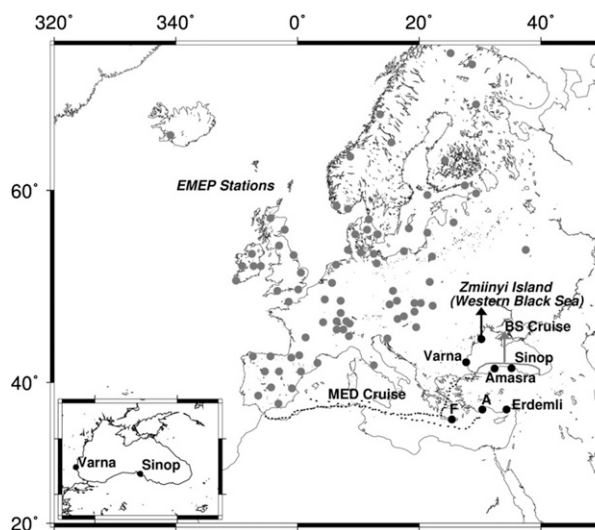 320˚ 340˚ 0˚ 20˚ 40˚
EMEP Stations
60˚
Zmiinyi Island
(Western Black Sea)
BS Cruise
Varna
Sinop
Amasra
40˚
MED Cruise
F
A
Erdemli
Varna
Sinop
20˚